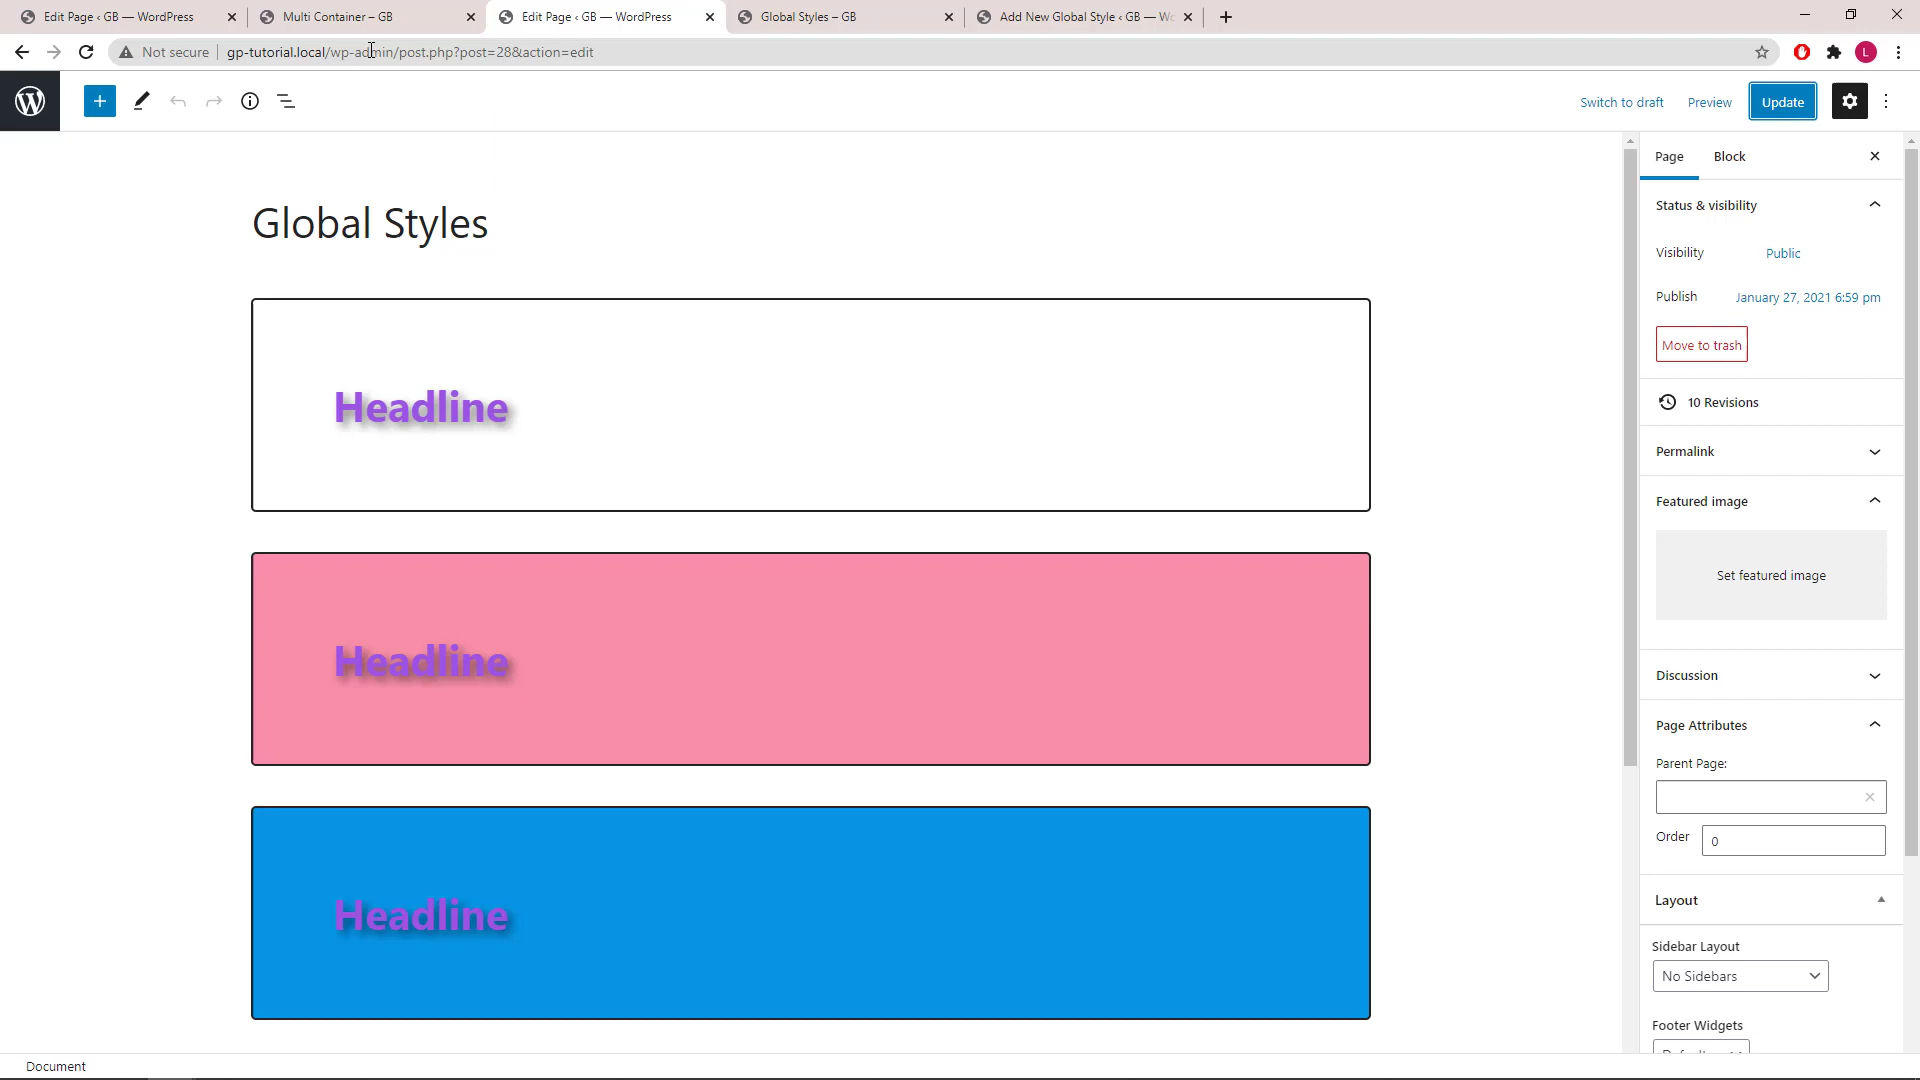 Edit Page ‹ GB — WordPress
Multi Container – GB
Edit Page ‹ GB — WordPress
Global Styles – GB
Add New Global Style ‹ GB — Wo
Not secure
gp-tutorial.local/wp-admin/post.php?post=28&action=edit
L
Switch to draft
Preview
Update
Page
Block
Global Styles
Status & visibility
Visibility
Public
Publish
January 27, 2021 6:59 pm
Move to trash
Headline
10 Revisions
Permalink
Featured image
Set featured image
Headline
Discussion
Page Attributes
Parent Page:
Order
0
Headline
Layout
Sidebar Layout
No Sidebars
Footer Widgets
Document